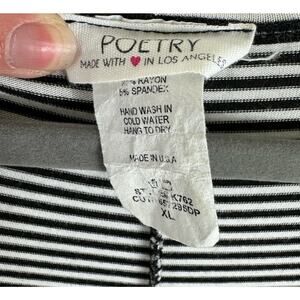 POETRY
MADE WITH ♥ IN LOS ANGELES
% RAYON
5% SPANDEX
HAND WASH IN
COLD WATER
HANG TO DRY
MADE IN U.S.A
XL